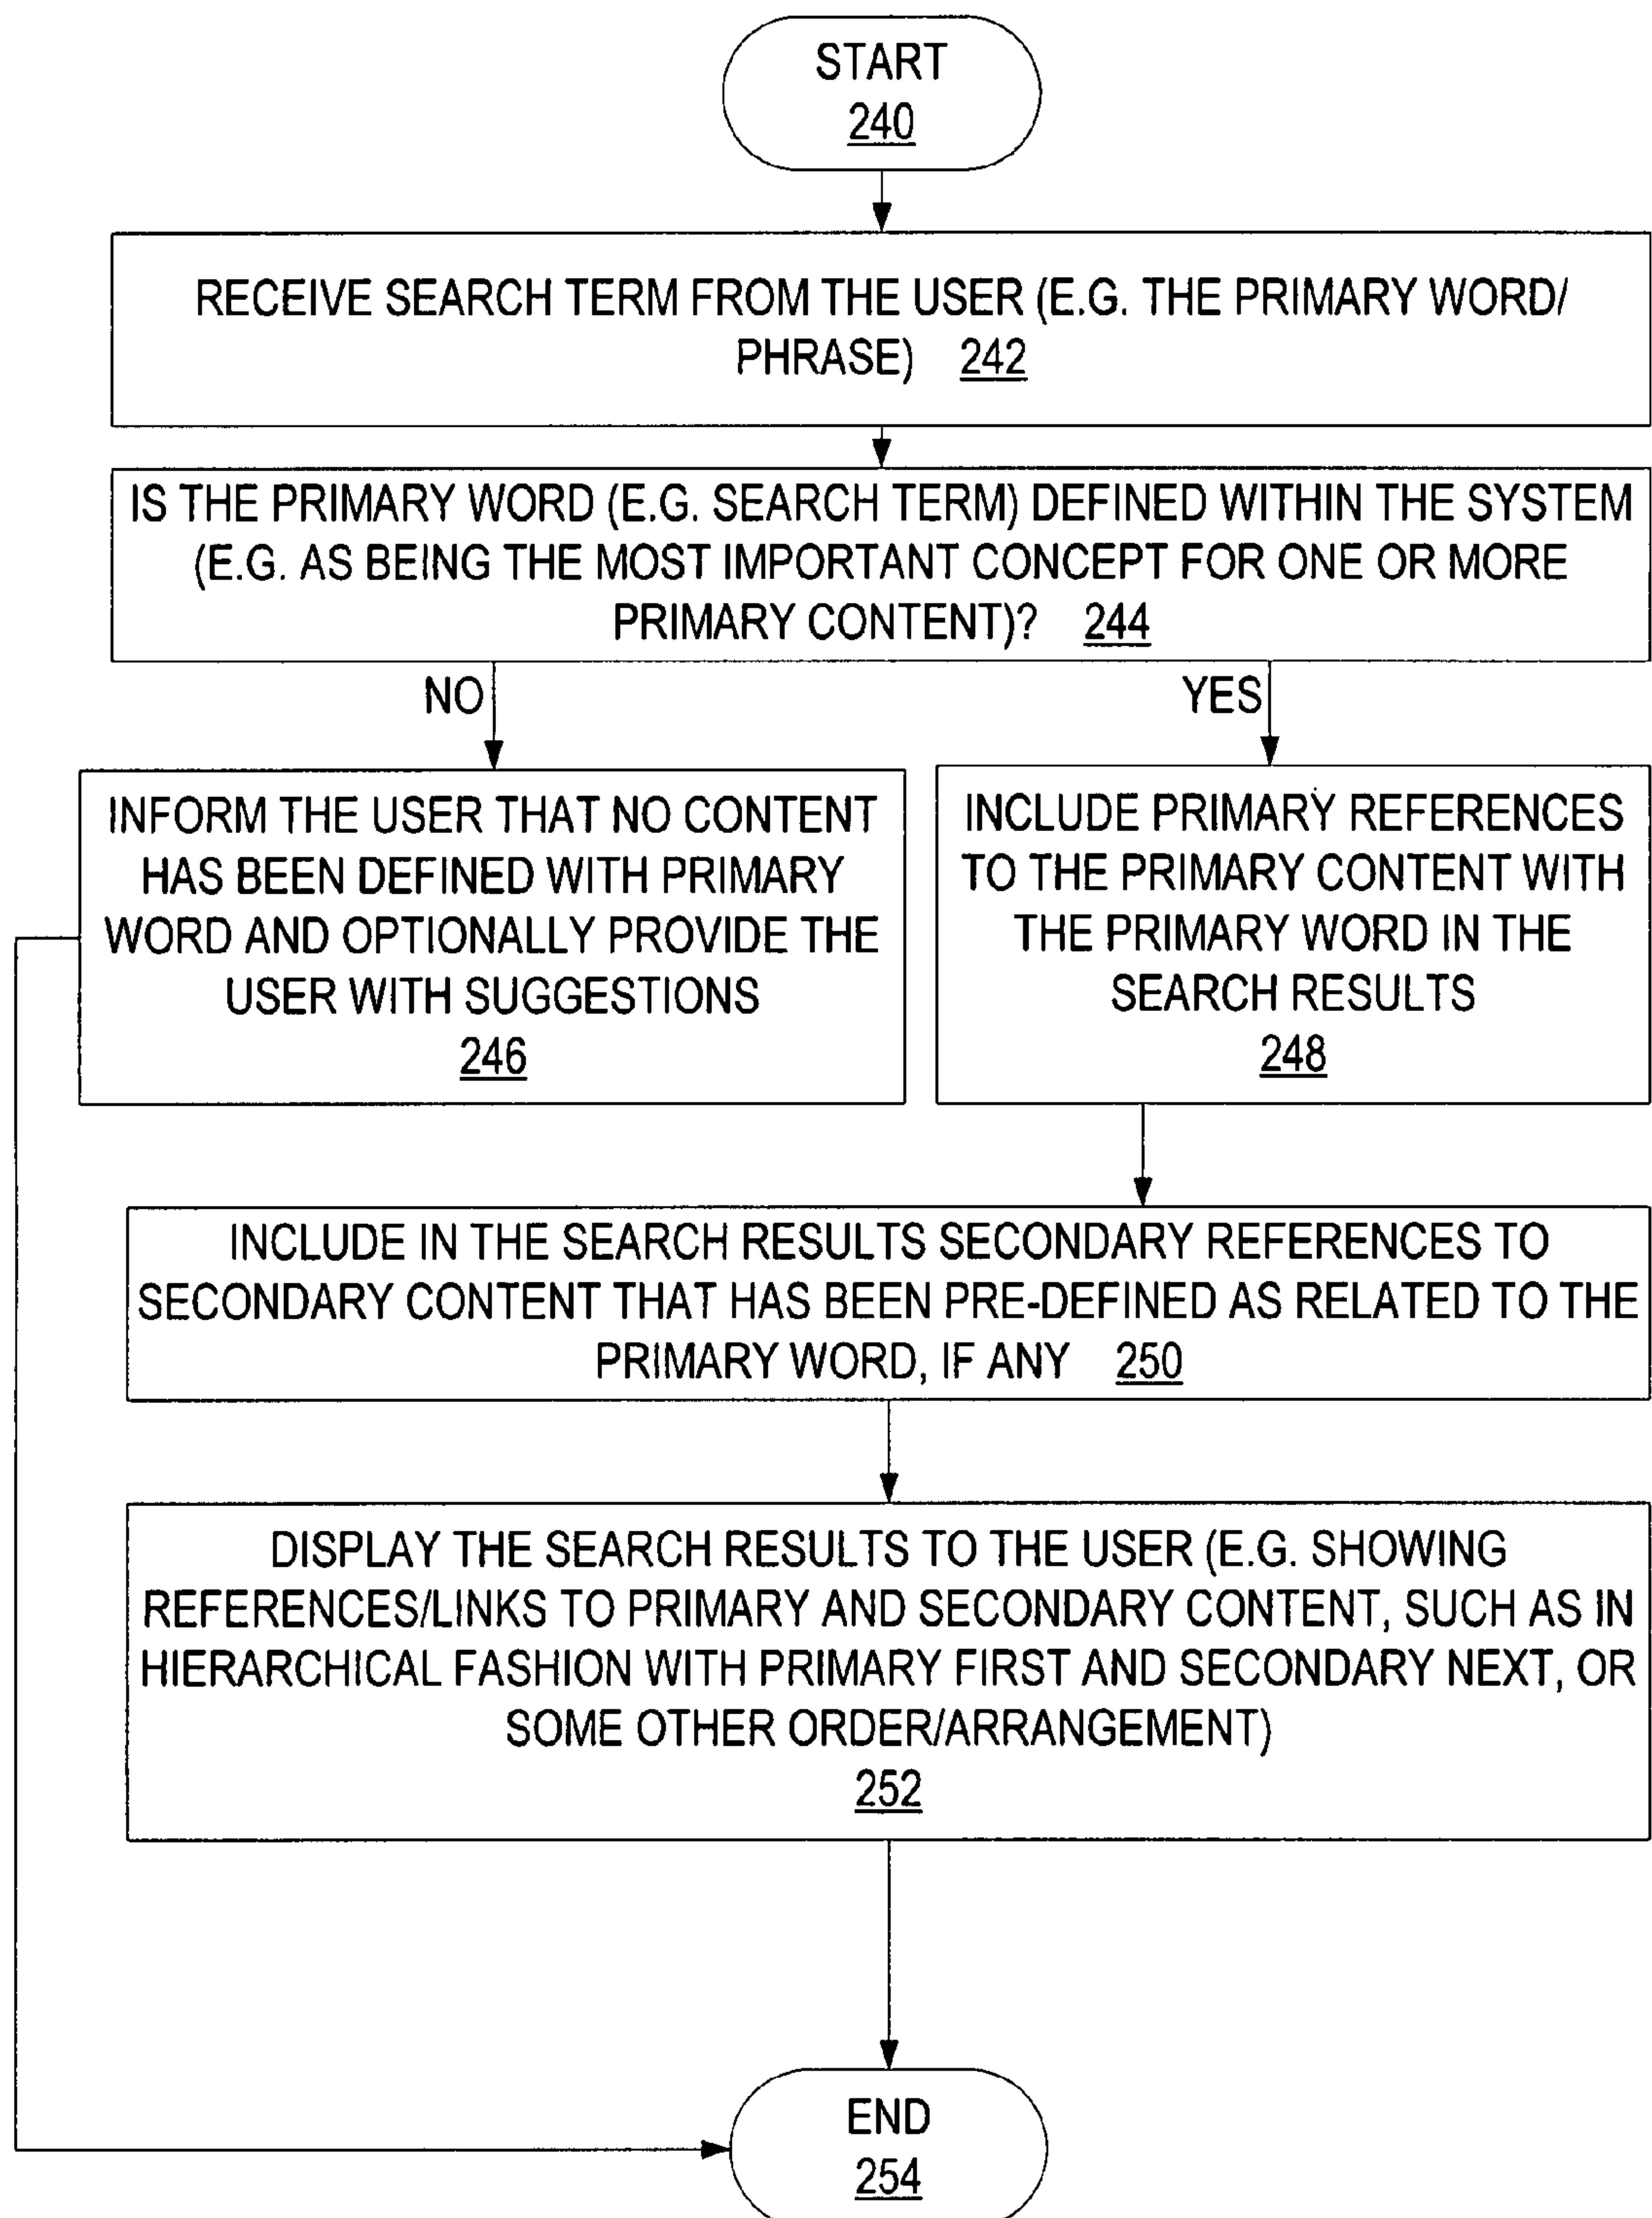 START
240
RECEIVE SEARCH TERM FROM THE USER (E.G. THE PRIMARY WORD/
PHRASE) 242
IS THE PRIMARY WORD (E.G. SEARCH TERM) DEFINED WITHIN THE SYSTEM
(E.G. AS BEING THE MOST IMPORTANT CONCEPT FOR ONE OR MORE
PRIMARY CONTENT)? 244
NO
YES
INFORM THE USER THAT NO CONTENT
HAS BEEN DEFINED WITH PRIMARY
WORD AND OPTIONALLY PROVIDE THE
USER WITH SUGGESTIONS
246
INCLUDE PRIMARY REFERENCES
TO THE PRIMARY CONTENT WITH
THE PRIMARY WORD IN THE
SEARCH RESULTS
248
INCLUDE IN THE SEARCH RESULTS SECONDARY REFERENCES TO
SECONDARY CONTENT THAT HAS BEEN PRE-DEFINED AS RELATED TO THE
PRIMARY WORD, IF ANY 250
DISPLAY THE SEARCH RESULTS TO THE USER (E.G. SHOWING
REFERENCES/LINKS TO PRIMARY AND SECONDARY CONTENT, SUCH AS IN
HIERARCHICAL FASHION WITH PRIMARY FIRST AND SECONDARY NEXT, OR
SOME OTHER ORDER/ARRANGEMENT)
252
END
254